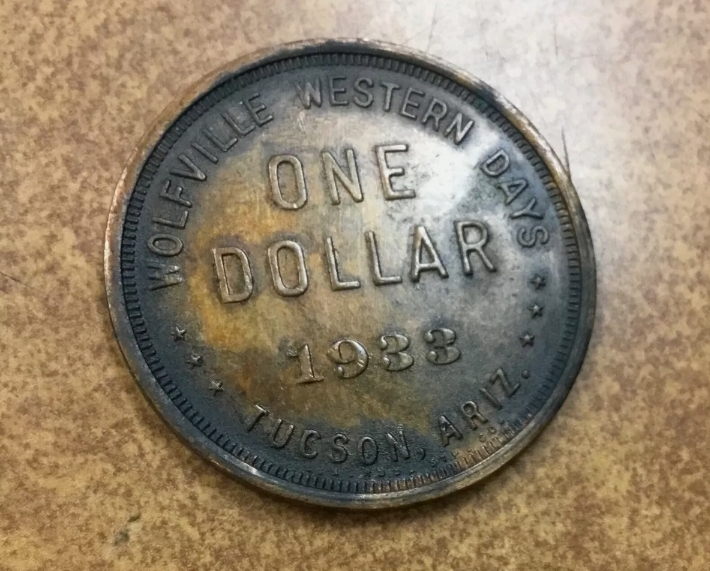 WOLFVILLE WESTERN DAYS
ONE
DOLLAR
1933
TUCSON, ARIZ.